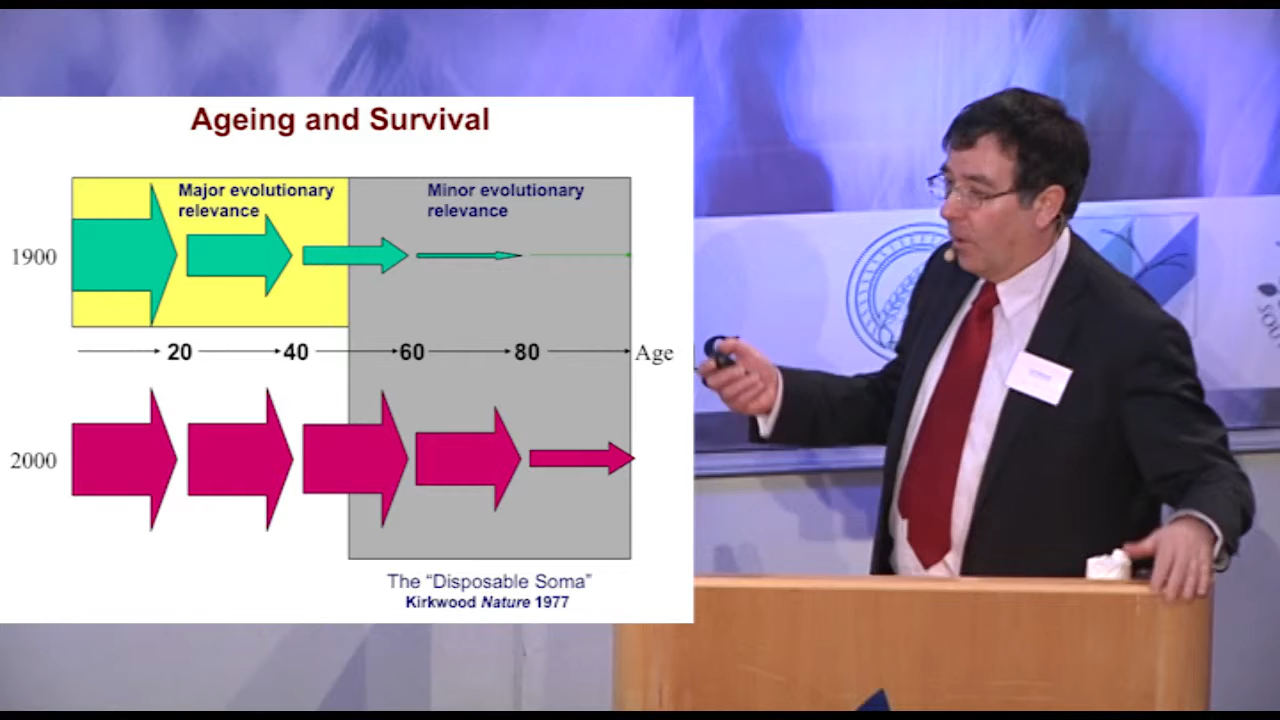 Ageing and Survival
Major evolutionary
relevance
Minor evolutionary
relevance
1900
20
40
60
80
Age
2000
The "Disposable Soma"
Kirkwood Nature 1977
SOU